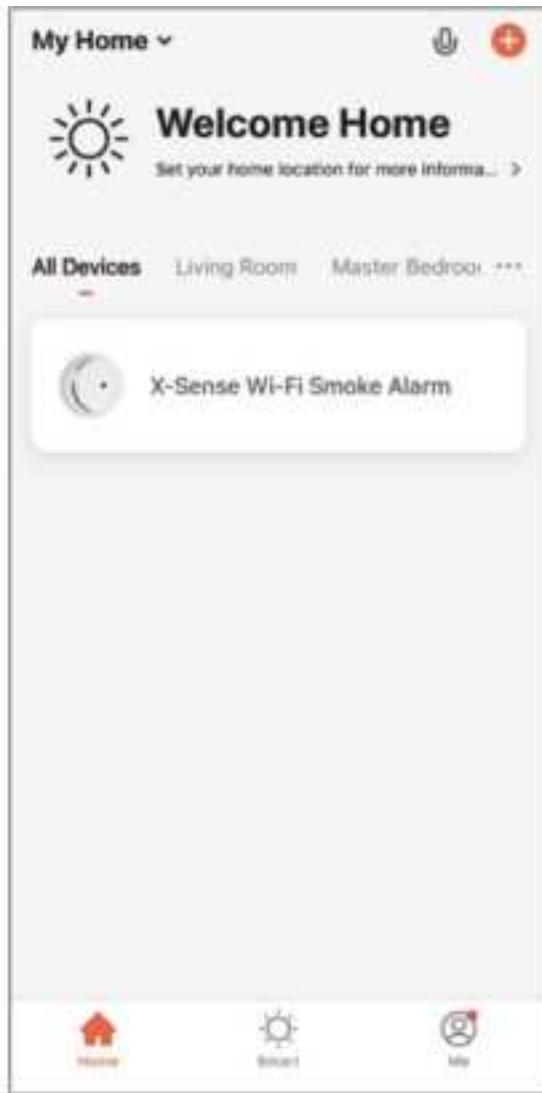 My Home
Welcome Home
Set your home location for more informa... >
All Devices Living Room Master Bedroo ...
X-Sense Wi-Fi Smoke Alarm
Home Smart Me